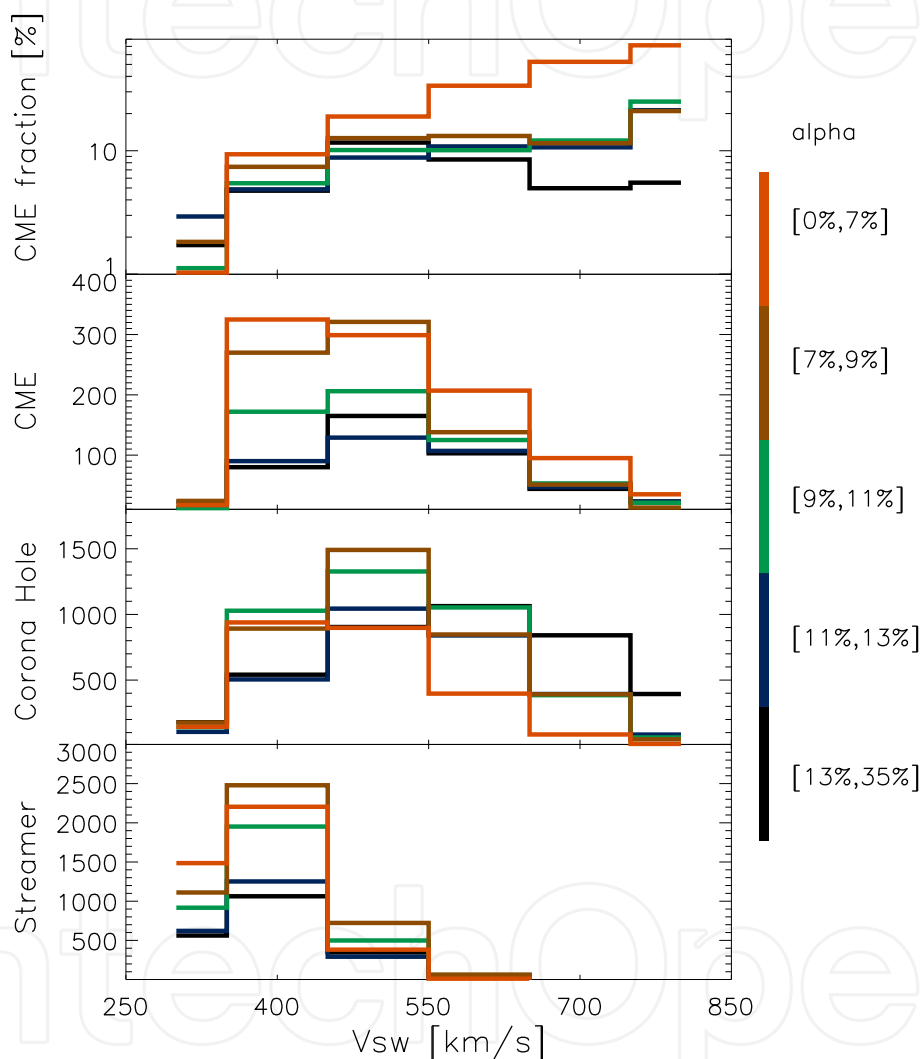 CME fraction [%]
10
1
CME
400
300
200
100
Corona Hole
1500
1000
500
Streamer
3000
2500
2000
1500
1000
500
250 400 550 700 850
Vsw [km/s]
alpha
[0%,7%]
[7%,9%]
[9%,11%]
[11%,13%]
[13%,35%]
ntechOpe
ntechOpe